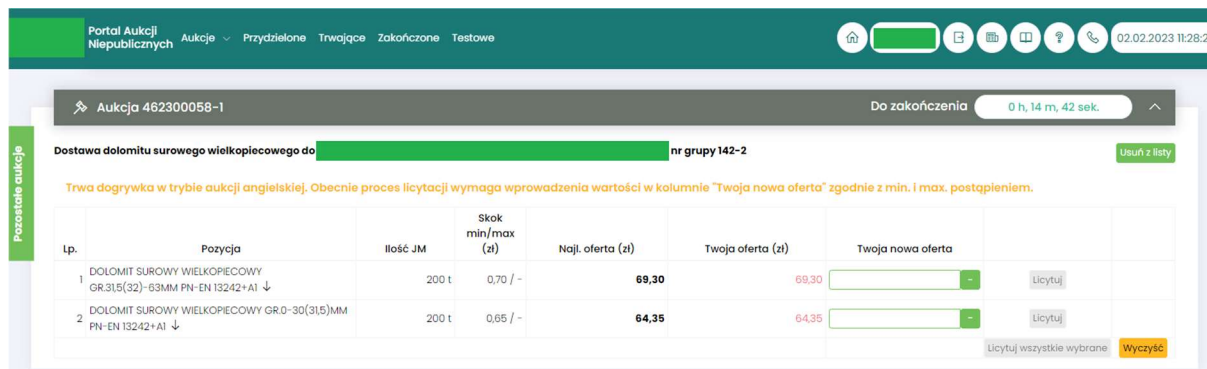 Portal Aukcji
Niepublicznych
Aukcje Przydzielone Trwające Zakończone Testowe
02.02.2023 11:28:2
Aukcja 462300058-1
Do zakończenia 0 h, 14 m, 42 sek.
Pozostałe aukcje
Dostawa dolomitu surowego wielkopiecowego do nr grupy 142-2
Usuń z listy
Trwa dogrywka w trybie aukcji angielskiej. Obecnie proces licytacji wymaga wprowadzenia wartości w kolumnie "Twoja nowa oferta" zgodnie z min. i max. postąpieniem.
Lp. Pozycja Ilość JM Skok min/max (zł) Najl. oferta (zł) Twoja oferta (zł) Twoja nowa oferta
1 DOLOMIT SUROWY WIELKOPIECOWY
GR.31,5(32)-63MM PN-EN 13242+A1 ↓ 200 t 0,70 / - 69,30 69,30 - Licytuj
2 DOLOMIT SUROWY WIELKOPIECOWY GR.0-30(31,5)MM
PN-EN 13242+A1 ↓ 200 t 0,65 / - 64,35 64,35 - Licytuj
Licytuj wszystkie wybrane Wyczyść